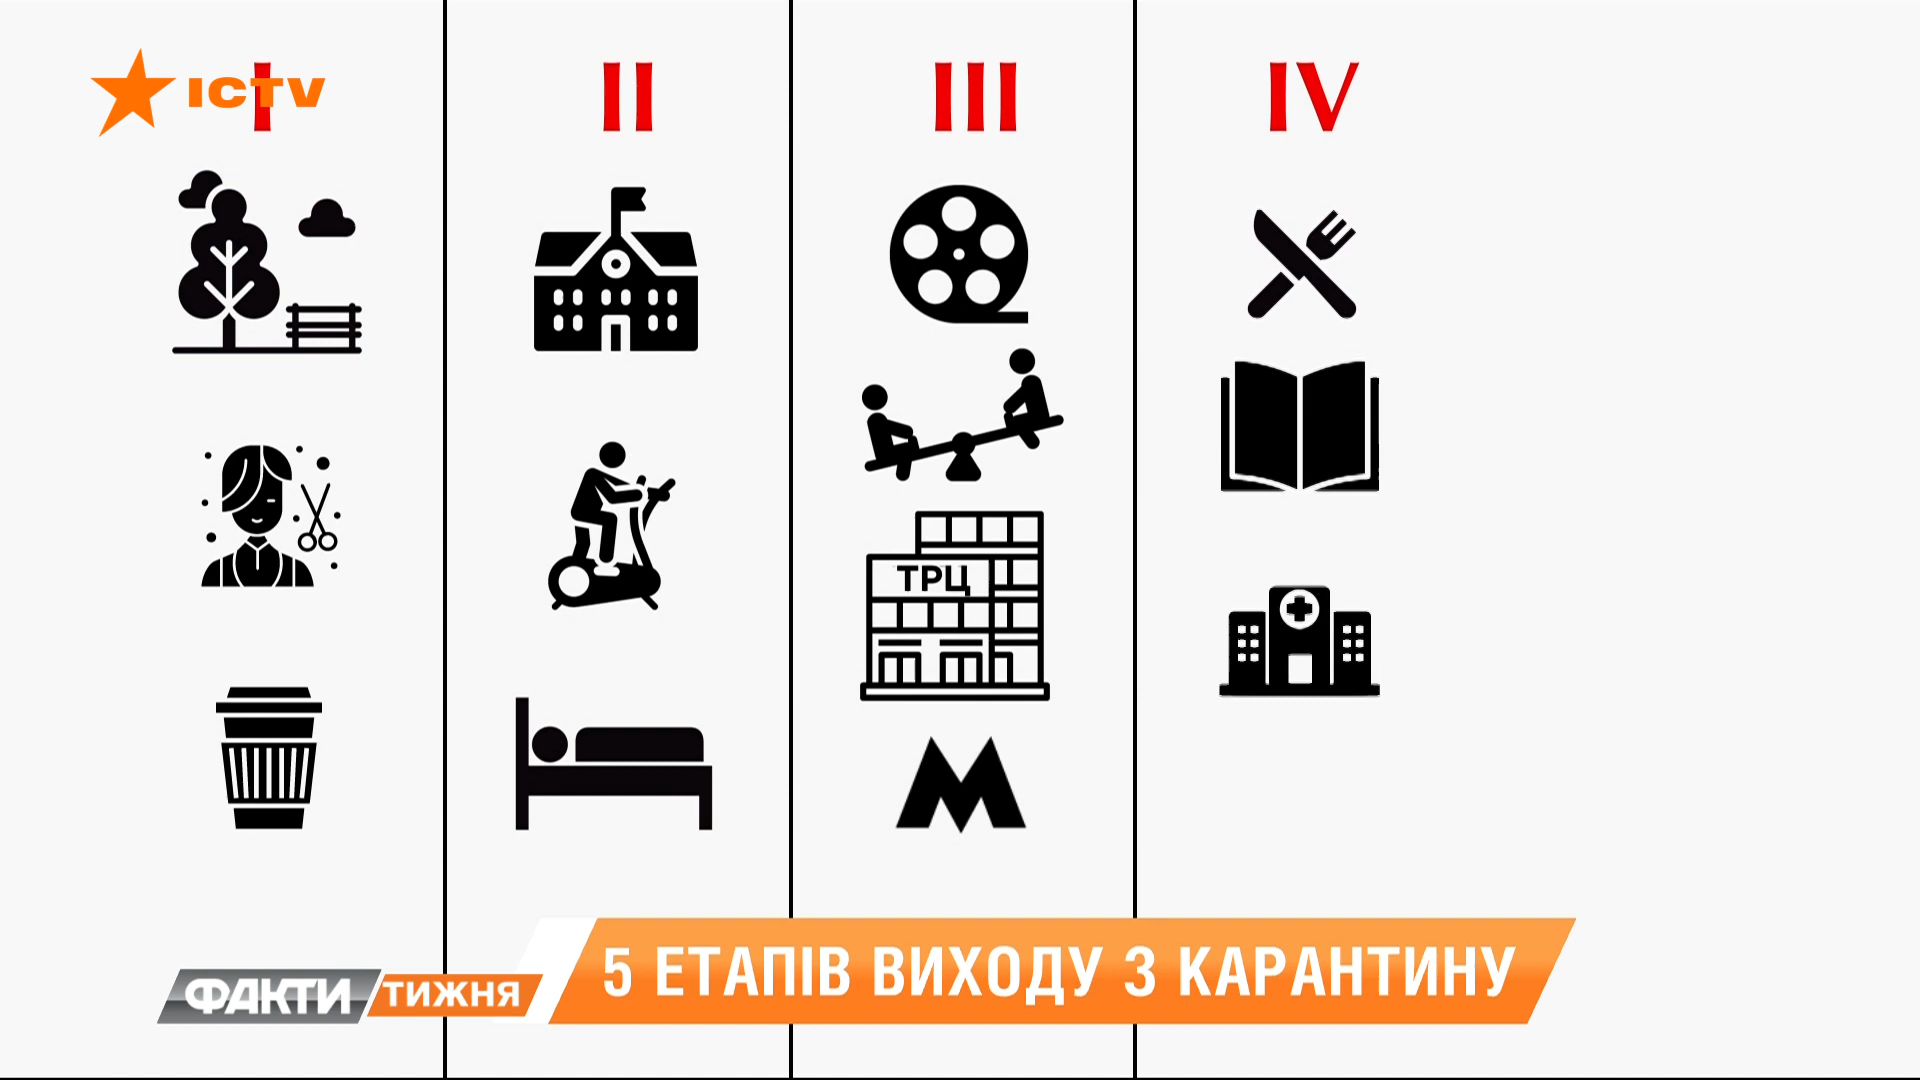 ICTV
I
II
III
IV
ТРЦ
М
5 ЕТАПІВ ВИХОДУ З КАРАНТИНУ
ФАКТИ ТИЖНЯ